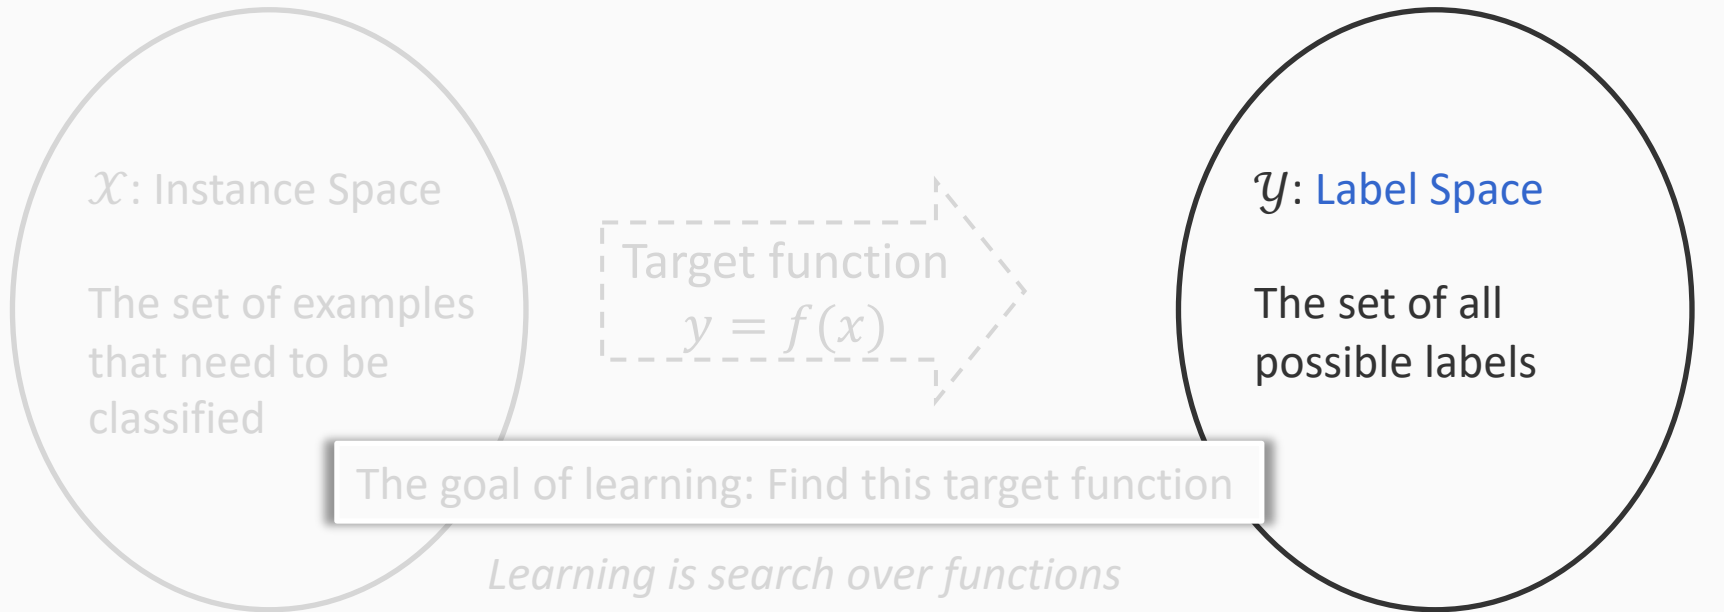 𝒳: Instance Space
The set of examples
that need to be
classified
Target function
y = f(x)
𝒴: Label Space
The set of all
possible labels
The goal of learning: Find this target function
Learning is search over functions